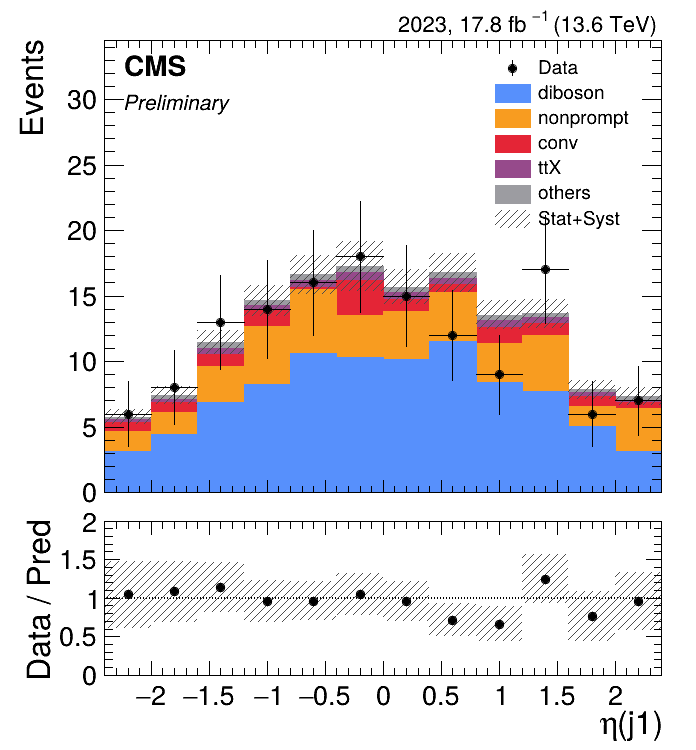 2023, 17.8 fb⁻¹ (13.6 TeV)
CMS
Preliminary
Events
Data
diboson
nonprompt
conv
ttX
others
Stat+Syst
30
25
20
15
10
5
0
Data / Pred
2
1.5
1
0.5
0
−2 −1.5 −1 −0.5 0 0.5 1 1.5 2
η(j1)